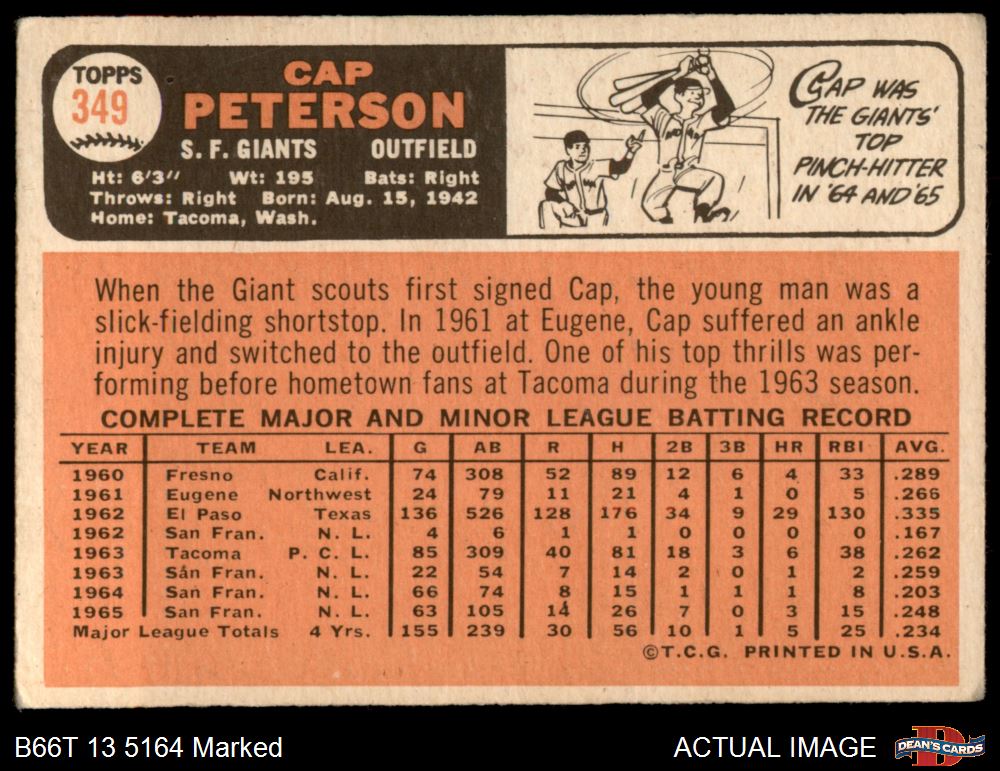 TOPPS
349
CAP
PETERSON
S. F. GIANTS OUTFIELD
Ht: 6'3" Wt: 195 Bats: Right
Throws: Right Born: Aug. 15, 1942
Home: Tacoma, Wash.
CAP WAS
THE GIANTS'
TOP
PINCH-HITTER
IN '64 AND '65
When the Giant scouts first signed Cap, the young man was a
slick-fielding shortstop. In 1961 at Eugene, Cap suffered an ankle
injury and switched to the outfield. One of his top thrills was per-
forming before hometown fans at Tacoma during the 1963 season.
COMPLETE MAJOR AND MINOR LEAGUE BATTING RECORD
YEAR TEAM LEA. G AB R H 2B 3B HR RBI AVG.
1960 Fresno Calif. 74 308 52 89 12 6 4 33 .289
1961 Eugene Northwest 24 79 11 21 4 1 0 5 .266
1962 El Paso Texas 136 526 128 176 34 9 29 130 .335
1962 San Fran. N. L. 4 6 1 1 0 0 0 0 .167
1963 Tacoma P. C. L. 85 309 40 81 18 3 6 38 .262
1963 San Fran. N. L. 22 54 7 14 2 0 1 2 .259
1964 San Fran. N. L. 66 74 8 15 1 1 1 8 .203
1965 San Fran. N. L. 63 105 14 26 7 0 3 15 .248
Major League Totals 4 Yrs. 155 239 30 56 10 1 5 25 .234
©T.C.G. PRINTED IN U.S.A.
B66T 13 5164 Marked
ACTUAL IMAGE
D
DEAN'S CARDS